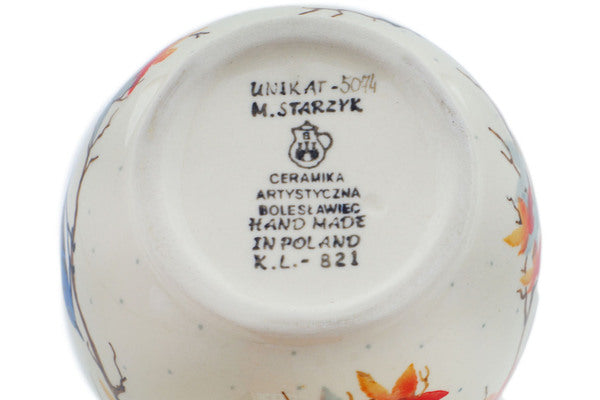 UNIKAT-5074
M. STARZYK
B
CERAMIKA
ARTYSTYCZNA
BOLESŁAWIEC
HAND MADE
IN POLAND
K.L.- 821